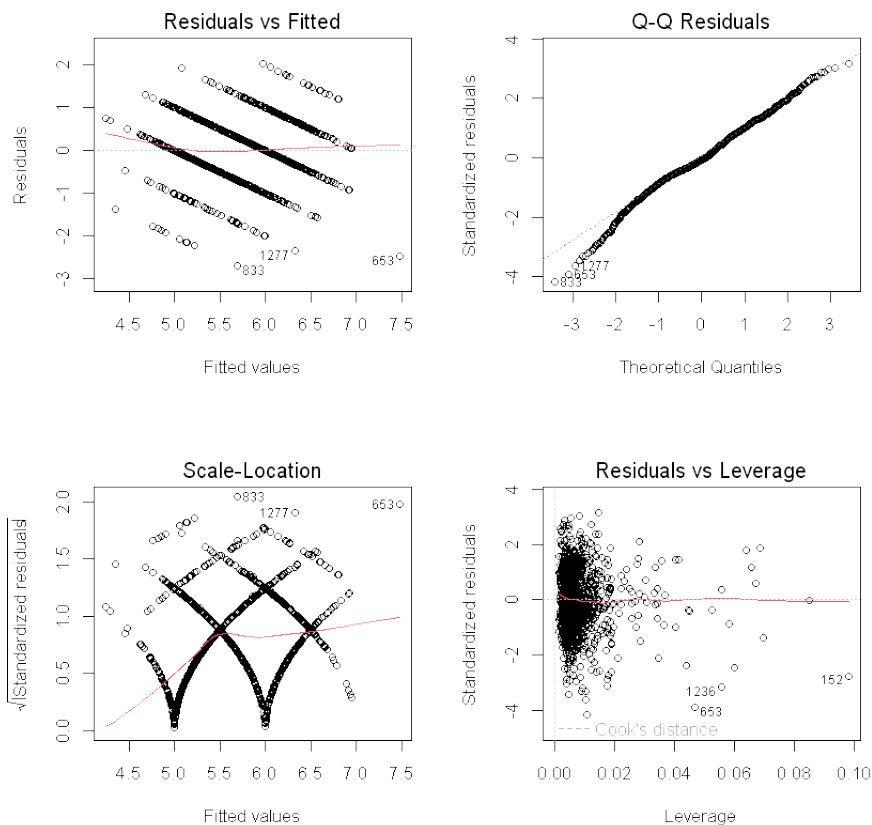 Residuals vs Fitted
Residuals
2
1
0
-1
-2
-3
1277
833
653
4.5 5.0 5.5 6.0 6.5 7.0 7.5
Fitted values
Q-Q Residuals
Standardized residuals
4
2
0
-2
-4
1277
653
833
-3 -2 -1 0 1 2 3
Theoretical Quantiles
Scale-Location
√|Standardized residuals|
2.0
1.5
1.0
0.5
0.0
833
1277
653
4.5 5.0 5.5 6.0 6.5 7.0 7.5
Fitted values
Residuals vs Leverage
Standardized residuals
4
2
0
-2
-4
152
1236
653
Cook's distance
0.00 0.02 0.04 0.06 0.08 0.10
Leverage